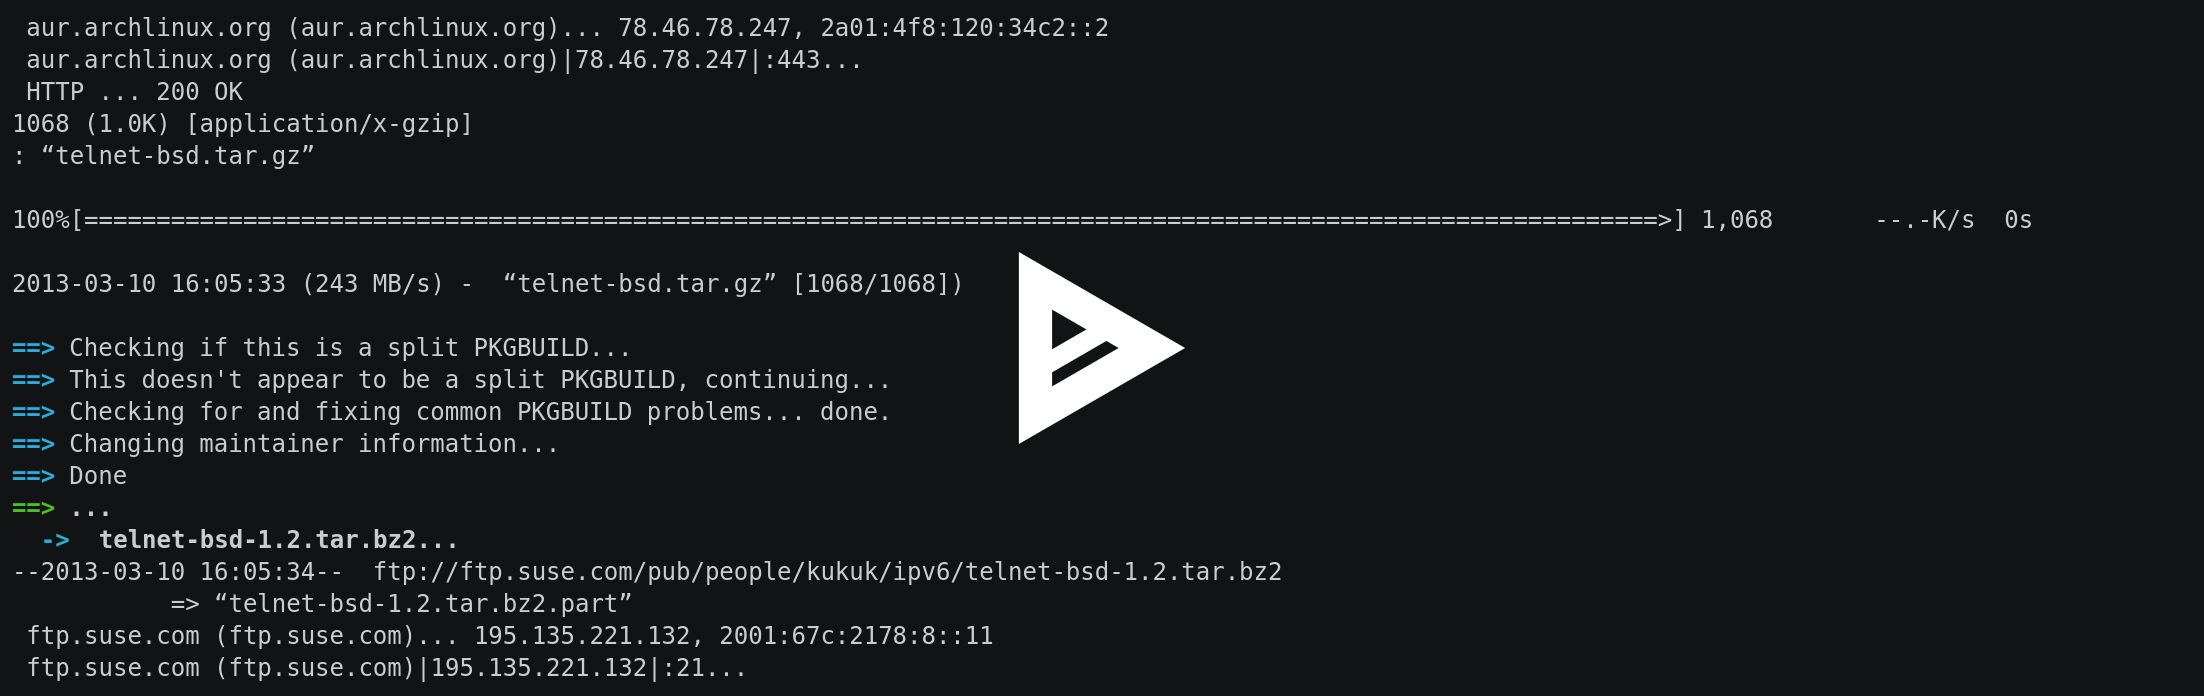 aur.archlinux.org (aur.archlinux.org)... 78.46.78.247, 2a01:4f8:120:34c2::2
aur.archlinux.org (aur.archlinux.org)|78.46.78.247|:443...
HTTP ... 200 OK
1068 (1.0K) [application/x-gzip]
: “telnet-bsd.tar.gz”
100%[=============================================================================================================>] 1,068       --.-K/s  0s
2013-03-10 16:05:33 (243 MB/s) -  “telnet-bsd.tar.gz” [1068/1068])
==> Checking if this is a split PKGBUILD...
==> This doesn't appear to be a split PKGBUILD, continuing...
==> Checking for and fixing common PKGBUILD problems... done.
==> Changing maintainer information...
==> Done
==> ...
  ->  telnet-bsd-1.2.tar.bz2...
--2013-03-10 16:05:34--  ftp://ftp.suse.com/pub/people/kukuk/ipv6/telnet-bsd-1.2.tar.bz2
           => “telnet-bsd-1.2.tar.bz2.part”
ftp.suse.com (ftp.suse.com)... 195.135.221.132, 2001:67c:2178:8::11
ftp.suse.com (ftp.suse.com)|195.135.221.132|:21...